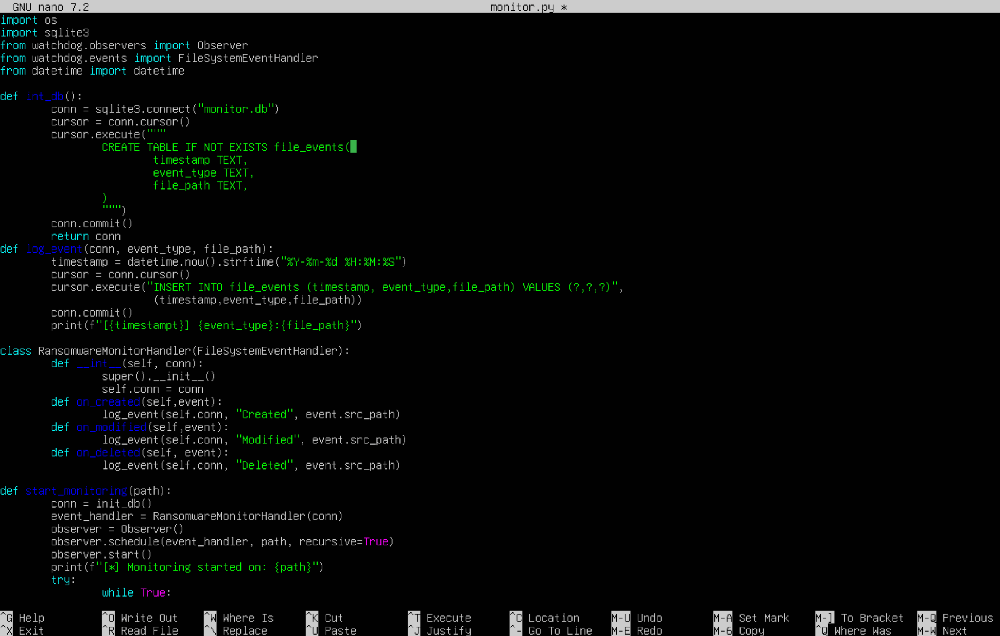 GNU nano 7.2 monitor.py *
import os
import sqlite3
from watchdog.observers import Observer
from watchdog.events import FileSystemEventHandler
from datetime import datetime

def int_db():
        conn = sqlite3.connect("monitor.db")
        cursor = conn.cursor()
        cursor.execute("""
                CREATE TABLE IF NOT EXISTS file_events(
                        timestamp TEXT,
                        event_type TEXT,
                        file_path TEXT,
                )
                """)
        conn.commit()
        return conn
def log_event(conn, event_type, file_path):
        timestamp = datetime.now().strftime("%Y-%m-%d %H:%M:%S")
        cursor = conn.cursor()
        cursor.execute("INSERT INTO file_events (timestamp, event_type,file_path) VALUES (?,?,?)",
                        (timestamp,event_type,file_path))
        conn.commit()
        print(f"[{timestampt}] {event_type}:{file_path}")

class RansomwareMonitorHandler(FileSystemEventHandler):
        def __int__(self, conn):
                super().__init__()
                self.conn = conn
        def on_created(self,event):
                log_event(self.conn, "Created", event.src_path)
        def on_modified(self,event):
                log_event(self.conn, "Modified", event.src_path)
        def on_deleted(self, event):
                log_event(self.conn, "Deleted", event.src_path)

def start_monitoring(path):
        conn = init_db()
        event_handler = RansomwareMonitorHandler(conn)
        observer = Observer()
        observer.schedule(event_handler, path, recursive=True)
        observer.start()
        print(f"[*] Monitoring started on: {path}")
        try:
                while True:

^G Help ^O Write Out ^W Where Is ^K Cut ^T Execute ^C Location M-U Undo M-A Set Mark M-] To Bracket M-Q Previous
^X Exit ^R Read File ^\ Replace ^U Paste ^J Justify ^- Go To Line M-E Redo M-6 Copy ^Q Where Was M-W Next